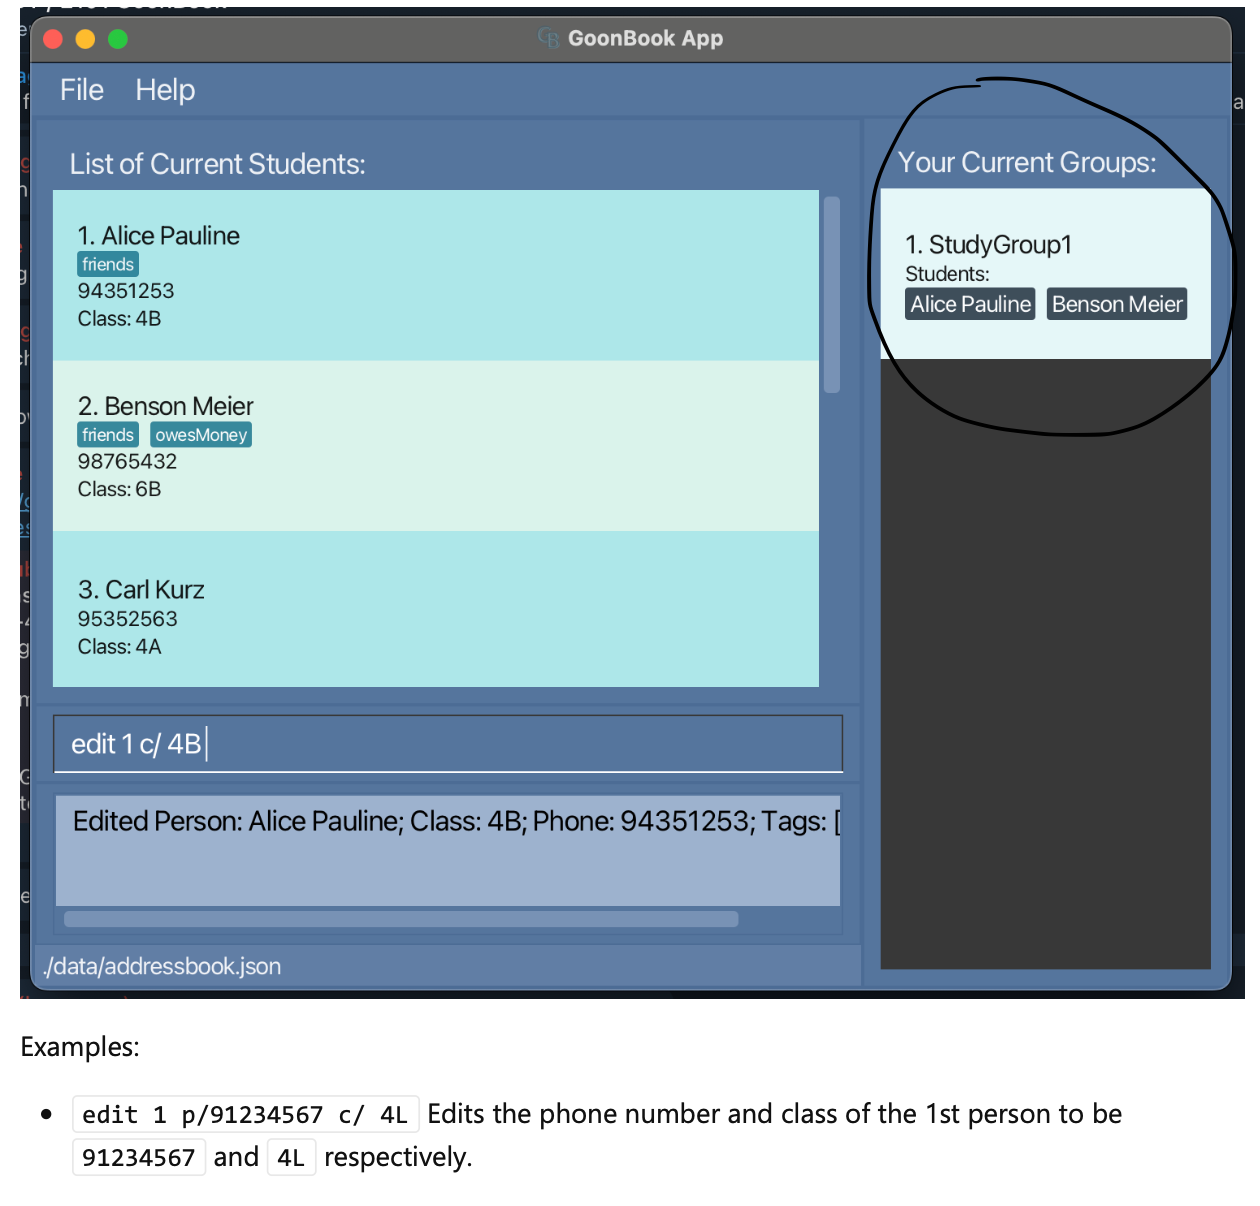 GoonBook App
File Help
List of Current Students:
1. Alice Pauline
friends
94351253
Class: 4B
2. Benson Meier
friends owesMoney
98765432
Class: 6B
3. Carl Kurz
95352563
Class: 4A
edit 1 c/ 4B
Edited Person: Alice Pauline; Class: 4B; Phone: 94351253; Tags: [
./data/addressbook.json
Your Current Groups:
1. StudyGroup1
Students:
Alice Pauline Benson Meier
Examples:
edit 1 p/91234567 c/ 4L Edits the phone number and class of the 1st person to be
91234567 and 4L respectively.